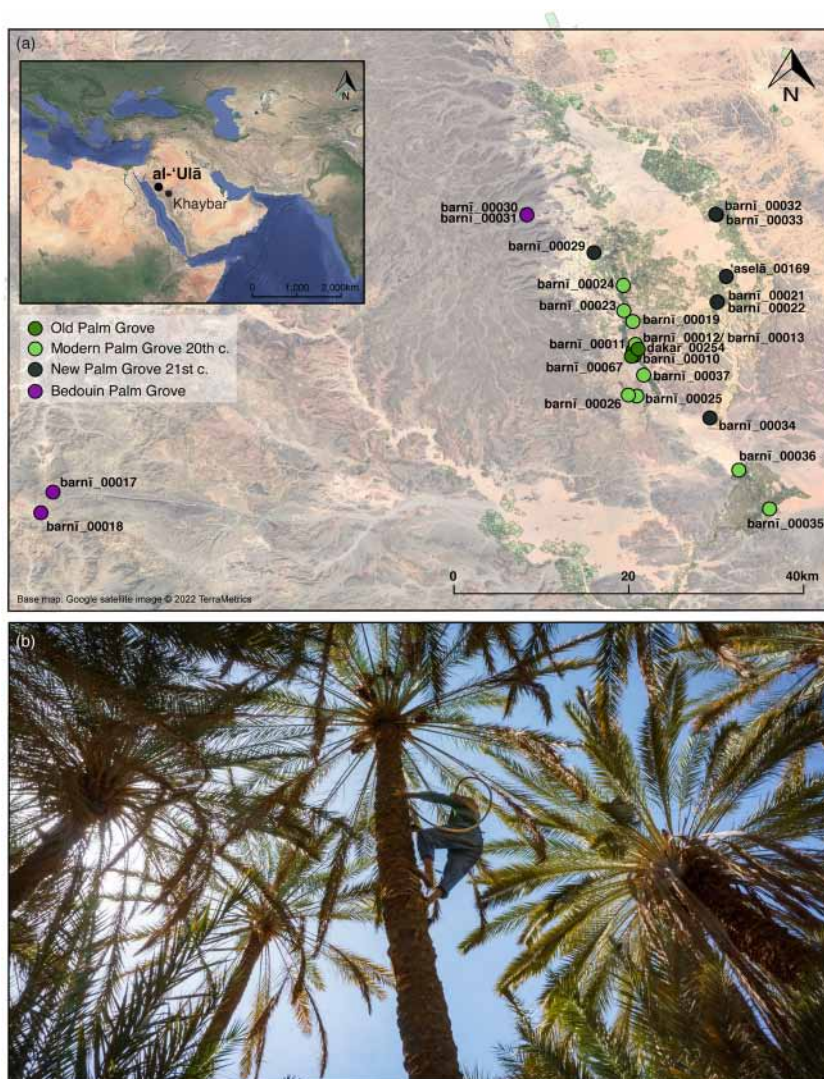 (a)
N
al-‘Ulā
Khaybar
0 1,000 2,000km
N
Old Palm Grove
Modern Palm Grove 20th c.
New Palm Grove 21st c.
Bedouin Palm Grove
barnī_00030
barnī_00031
barnī_00032
barnī_00033
barnī_00029
‘aselā_00169
barnī_00024
barnī_00021
barnī_00022
barnī_00023
barnī_00019
barnī_00011
barnī_00012/ barnī_00013
dakar_00254
barnī_00010
barnī_00067
barnī_00037
barnī_00026
barnī_00025
barnī_00034
barnī_00036
barnī_00017
barnī_00018
barnī_00035
0 20 40km
Base map: Google satellite image © 2022 TerraMetrics
(b)